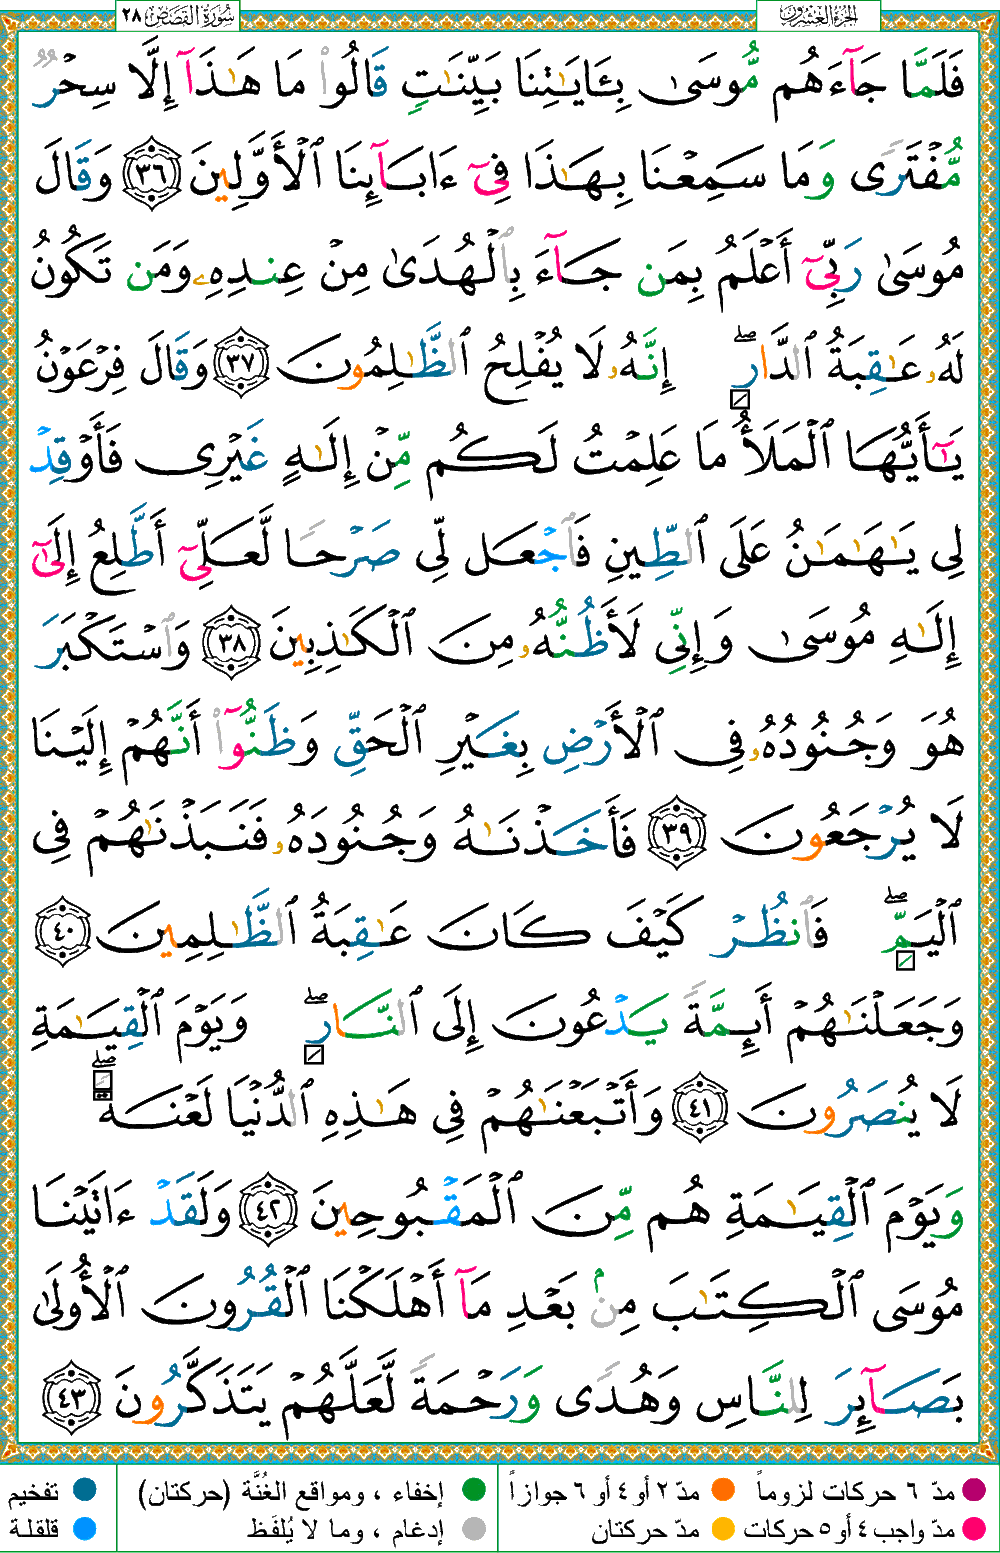 الجزء العشرون
سورة القصص ٢٨
فَلَمَّا جَآءَهُم مُّوسَىٰ بِـَٔايَٰتِنَا بَيِّنَٰتٍ قَالُوا۟ مَا هَٰذَآ إِلَّا سِحْرٌ
مُّفْتَرًى وَمَا سَمِعْنَا بِهَٰذَا فِىٓ ءَابَآئِنَا ٱلْأَوَّلِينَ ٣٦ وَقَالَ
مُوسَىٰ رَبِّىٓ أَعْلَمُ بِمَن جَآءَ بِٱلْهُدَىٰ مِنْ عِندِهِۦ وَمَن تَكُونُ
لَهُۥ عَٰقِبَةُ ٱلدَّارِ ۖ إِنَّهُۥ لَا يُفْلِحُ ٱلظَّٰلِمُونَ ٣٧ وَقَالَ فِرْعَوْنُ
يَٰٓأَيُّهَا ٱلْمَلَأُ مَا عَلِمْتُ لَكُم مِّنْ إِلَٰهٍ غَيْرِى فَأَوْقِدْ
لِى يَٰهَٰمَٰنُ عَلَى ٱلطِّينِ فَٱجْعَل لِّى صَرْحًا لَّعَلِّىٓ أَطَّلِعُ إِلَىٰٓ
إِلَٰهِ مُوسَىٰ وَإِنِّى لَأَظُنُّهُۥ مِنَ ٱلْكَٰذِبِينَ ٣٨ وَٱسْتَكْبَرَ
هُوَ وَجُنُودُهُۥ فِى ٱلْأَرْضِ بِغَيْرِ ٱلْحَقِّ وَظَنُّوٓا۟ أَنَّهُمْ إِلَيْنَا
لَا يُرْجَعُونَ ٣٩ فَأَخَذْنَٰهُ وَجُنُودَهُۥ فَنَبَذْنَٰهُمْ فِى
ٱلْيَمِّ ۖ فَٱنظُرْ كَيْفَ كَانَ عَٰقِبَةُ ٱلظَّٰلِمِينَ ٤٠
وَجَعَلْنَٰهُمْ أَئِمَّةً يَدْعُونَ إِلَى ٱلنَّارِ ۖ وَيَوْمَ ٱلْقِيَٰمَةِ
لَا يُنصَرُونَ ٤١ وَأَتْبَعْنَٰهُمْ فِى هَٰذِهِ ٱلدُّنْيَا لَعْنَةً ۖ
وَيَوْمَ ٱلْقِيَٰمَةِ هُم مِّنَ ٱلْمَقْبُوحِينَ ٤٢ وَلَقَدْ ءَاتَيْنَا
مُوسَى ٱلْكِتَٰبَ مِنۢ بَعْدِ مَآ أَهْلَكْنَا ٱلْقُرُونَ ٱلْأُولَىٰ
بَصَآئِرَ لِلنَّاسِ وَهُدًى وَرَحْمَةً لَّعَلَّهُمْ يَتَذَكَّرُونَ ٤٣
مدّ ٦ حركات لزوماً مدّ ٢ أو ٤ أو ٦ جوازاً إخفاء ، ومواقع الغُنَّة (حركتان) تفخيم
مدّ واجب ٤ أو ٥ حركات مدّ حركتان إدغام ، وما لا يُلفَظ قلقلة